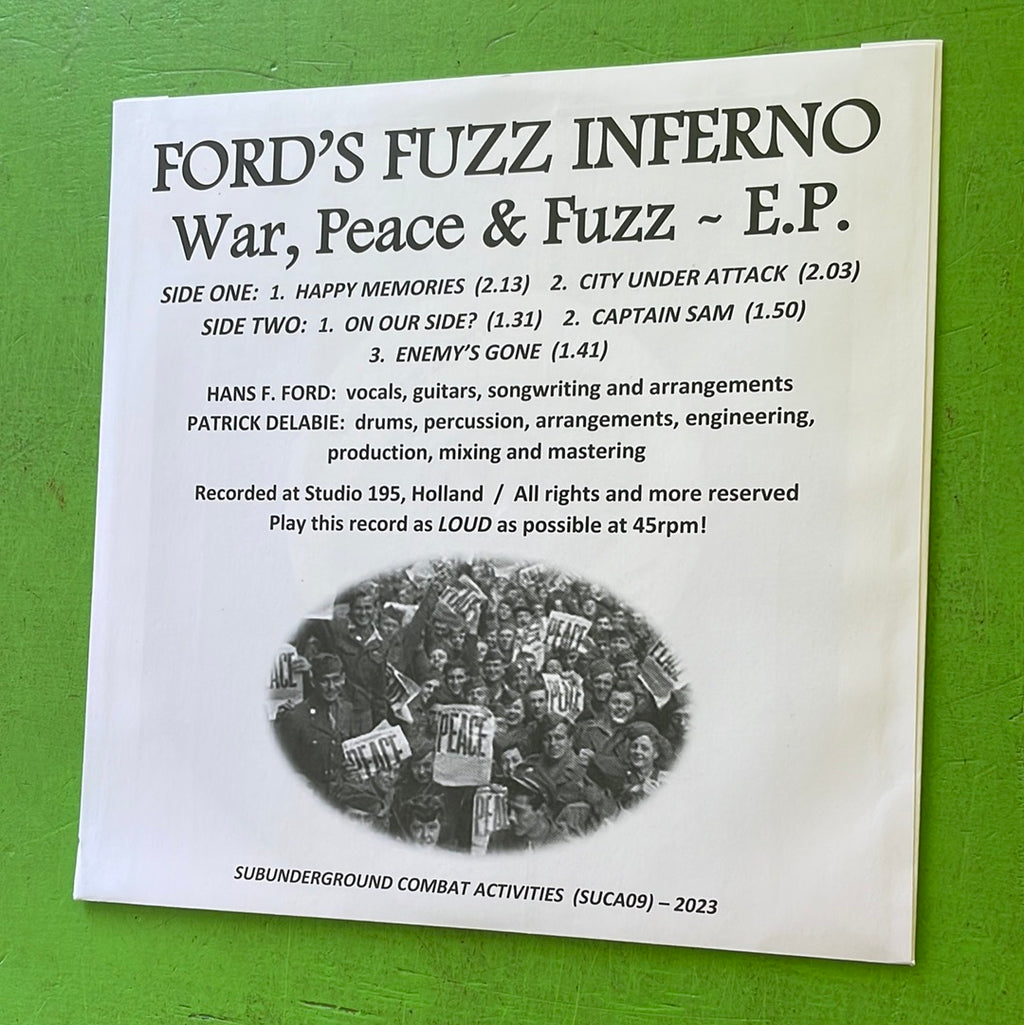 FORD'S FUZZ INFERNO
War, Peace & Fuzz ~ E.P.
SIDE ONE: 1. HAPPY MEMORIES (2.13) 2. CITY UNDER ATTACK (2.03)
SIDE TWO: 1. ON OUR SIDE? (1.31) 2. CAPTAIN SAM (1.50)
3. ENEMY'S GONE (1.41)
HANS F. FORD: vocals, guitars, songwriting and arrangements
PATRICK DELABIE: drums, percussion, arrangements, engineering,
production, mixing and mastering
Recorded at Studio 195, Holland / All rights and more reserved
Play this record as LOUD as possible at 45rpm!
PEACE
PEACE
PEACE
SUBUNDERGROUND COMBAT ACTIVITIES (SUCA09) – 2023